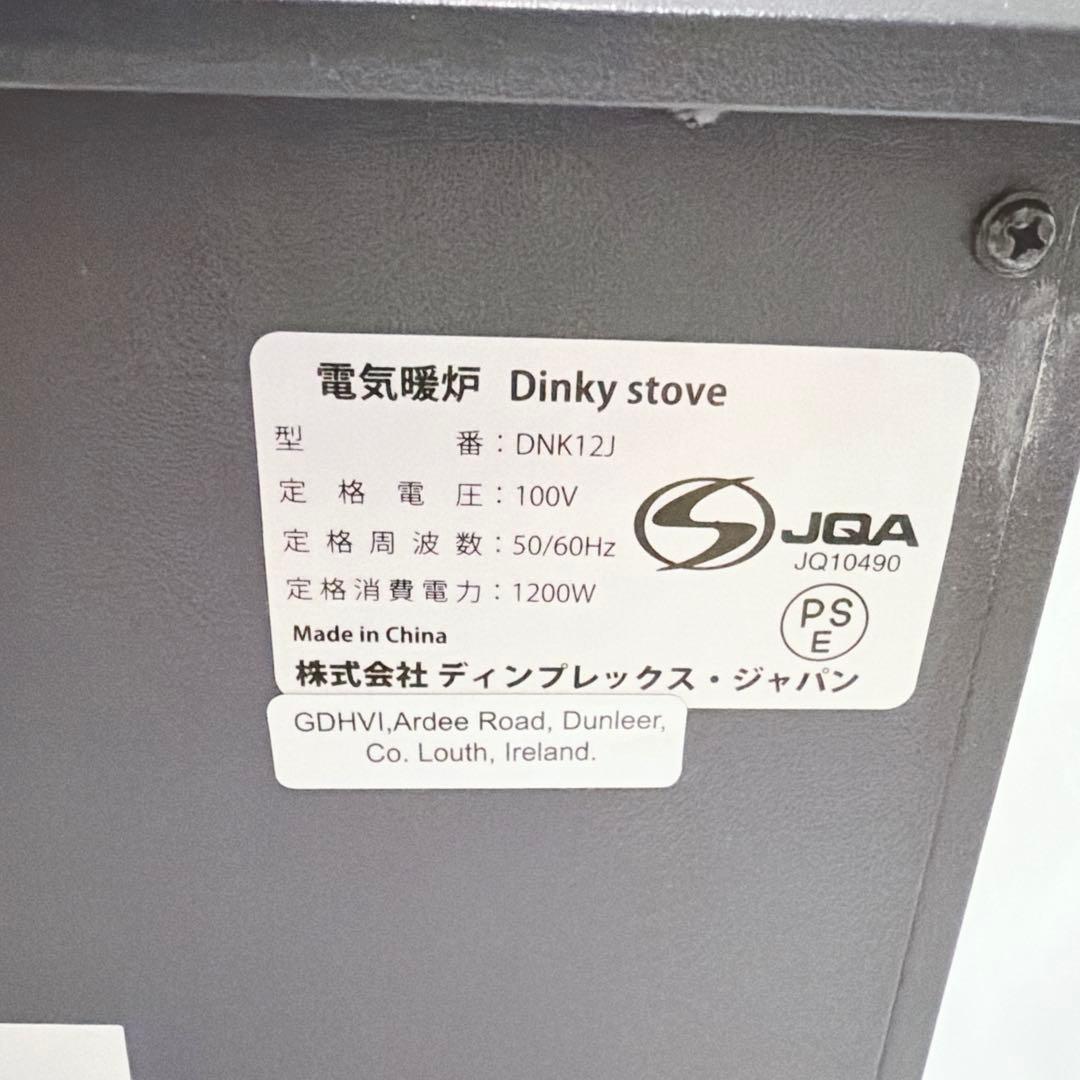 電気暖炉 Dinky stove
型番：DNK12J
定格電圧：100V
定格周波数：50/60Hz
定格消費電力：1200W
JQA
JQ10490
PS
E
Made in China
株式会社 ディンプレックス・ジャパン
GDHVI,Ardee Road, Dunleer,
Co. Louth, Ireland.